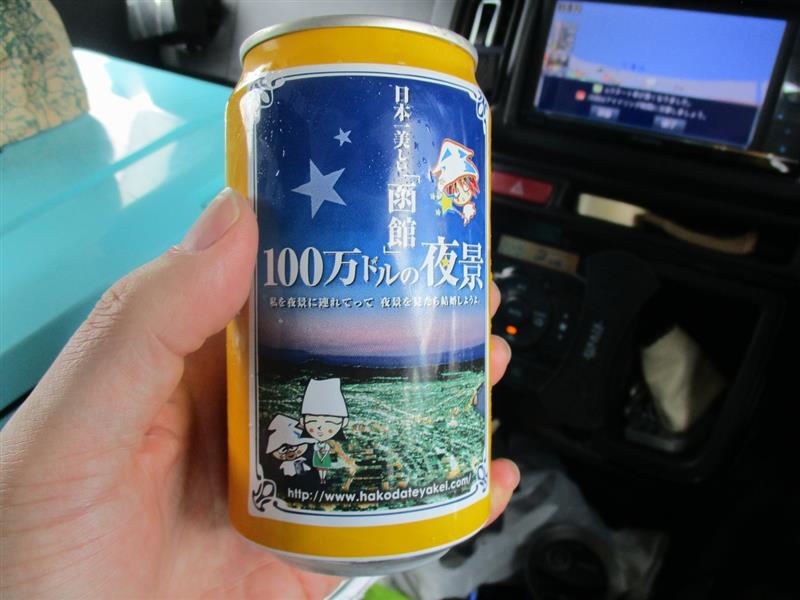 日本一美しい「函館」
100万ドルの夜景
私を夜景に連れてって 夜景を見たら結婚しようよ。
http://www.hakodateyakei.com/